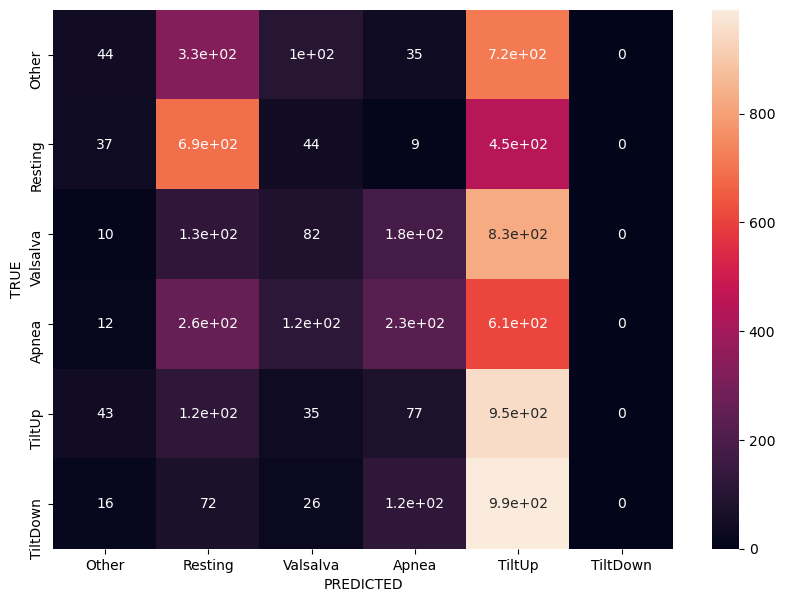 Other 44 3.3e+02 1e+02 35 7.2e+02 0
Resting 37 6.9e+02 44 9 4.5e+02 0
Valsalva 10 1.3e+02 82 1.8e+02 8.3e+02 0
Apnea 12 2.6e+02 1.2e+02 2.3e+02 6.1e+02 0
TiltUp 43 1.2e+02 35 77 9.5e+02 0
TiltDown 16 72 26 1.2e+02 9.9e+02 0
TRUE
Other Resting Valsalva Apnea TiltUp TiltDown
PREDICTED
800
600
400
200
0